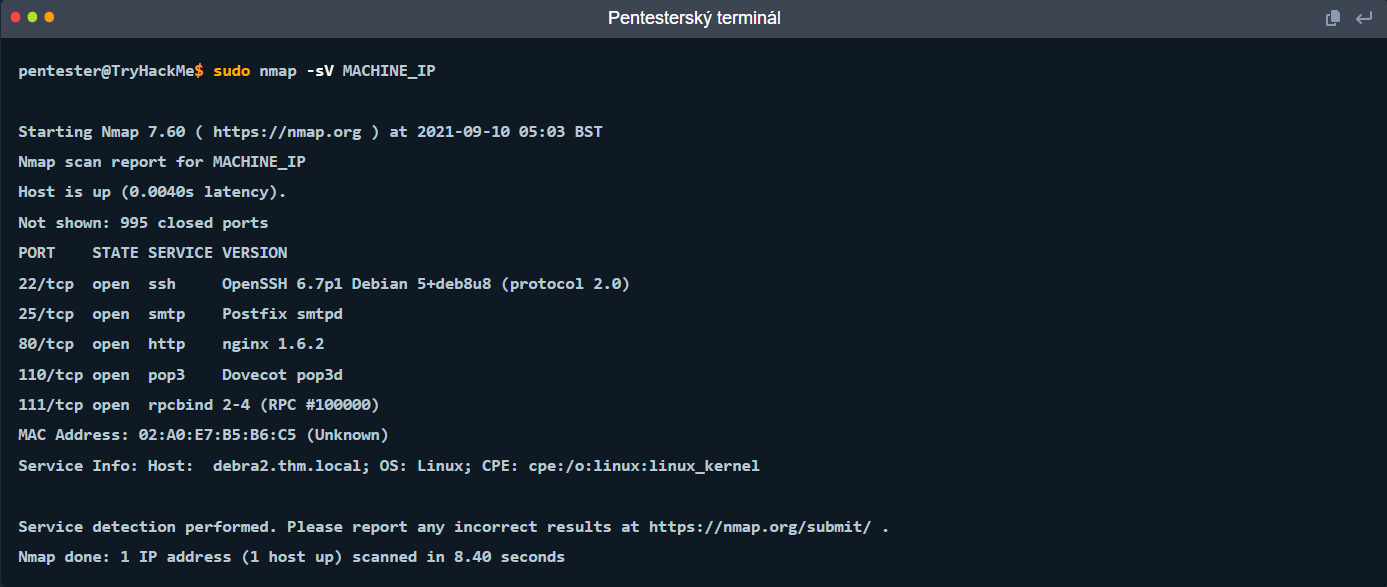 Pentesterský terminál
pentester@TryHackMe$ sudo nmap -sV MACHINE_IP
Starting Nmap 7.60 ( https://nmap.org ) at 2021-09-10 05:03 BST
Nmap scan report for MACHINE_IP
Host is up (0.0040s latency).
Not shown: 995 closed ports
PORT    STATE SERVICE VERSION
22/tcp  open  ssh     OpenSSH 6.7p1 Debian 5+deb8u8 (protocol 2.0)
25/tcp  open  smtp    Postfix smtpd
80/tcp  open  http    nginx 1.6.2
110/tcp open  pop3    Dovecot pop3d
111/tcp open  rpcbind 2-4 (RPC #100000)
MAC Address: 02:A0:E7:B5:B6:C5 (Unknown)
Service Info: Host:  debra2.thm.local; OS: Linux; CPE: cpe:/o:linux:linux_kernel
Service detection performed. Please report any incorrect results at https://nmap.org/submit/ .
Nmap done: 1 IP address (1 host up) scanned in 8.40 seconds